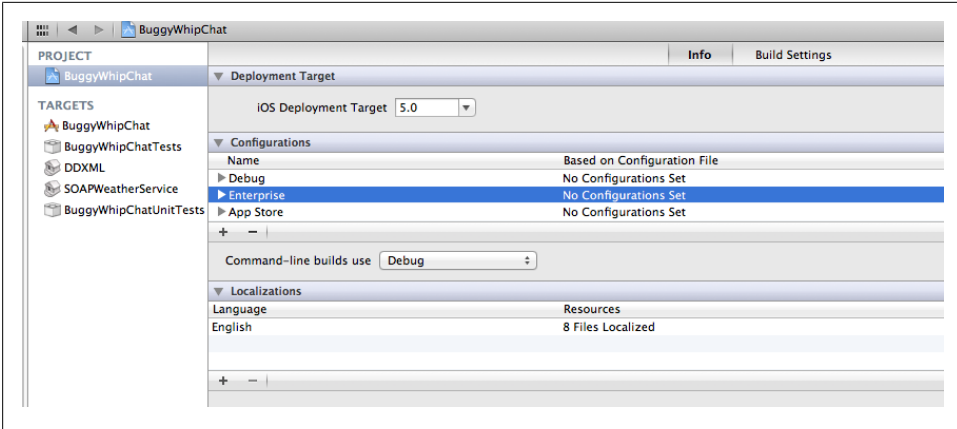 BuggyWhipChat
PROJECT
BuggyWhipChat
TARGETS
BuggyWhipChat
BuggyWhipChatTests
DDXML
SOAPWeatherService
BuggyWhipChatUnitTests
Info Build Settings
Deployment Target
iOS Deployment Target 5.0
Configurations
Name Based on Configuration File
Debug No Configurations Set
Enterprise No Configurations Set
App Store No Configurations Set
+ −
Command-line builds use Debug
Localizations
Language Resources
English 8 Files Localized
+ −